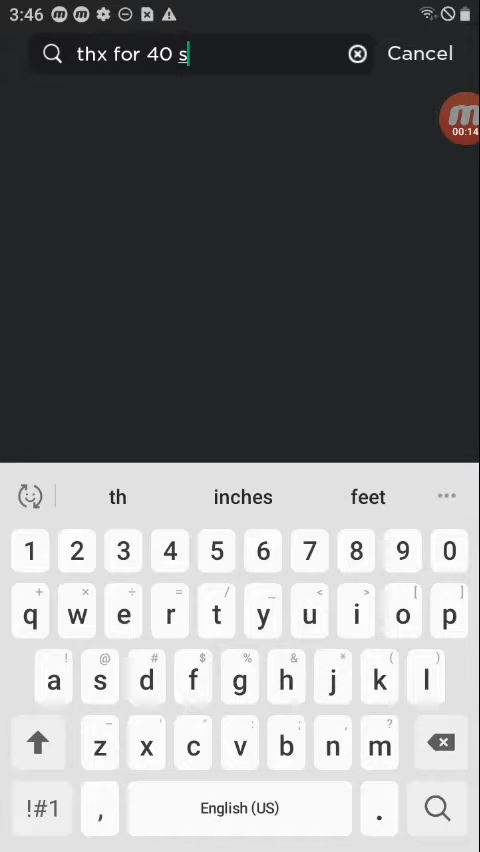 3:46
thx for 40 s
Cancel
00:14
th inches feet
1 2 3 4 5 6 7 8 9 0
+ × ÷ = / _ < > [ ]
q w e r t y u i o p
! @ # $ % & * ( )
a s d f g h j k l
- ' " : ; , ?
z x c v b n m
!#1 , English (US) .